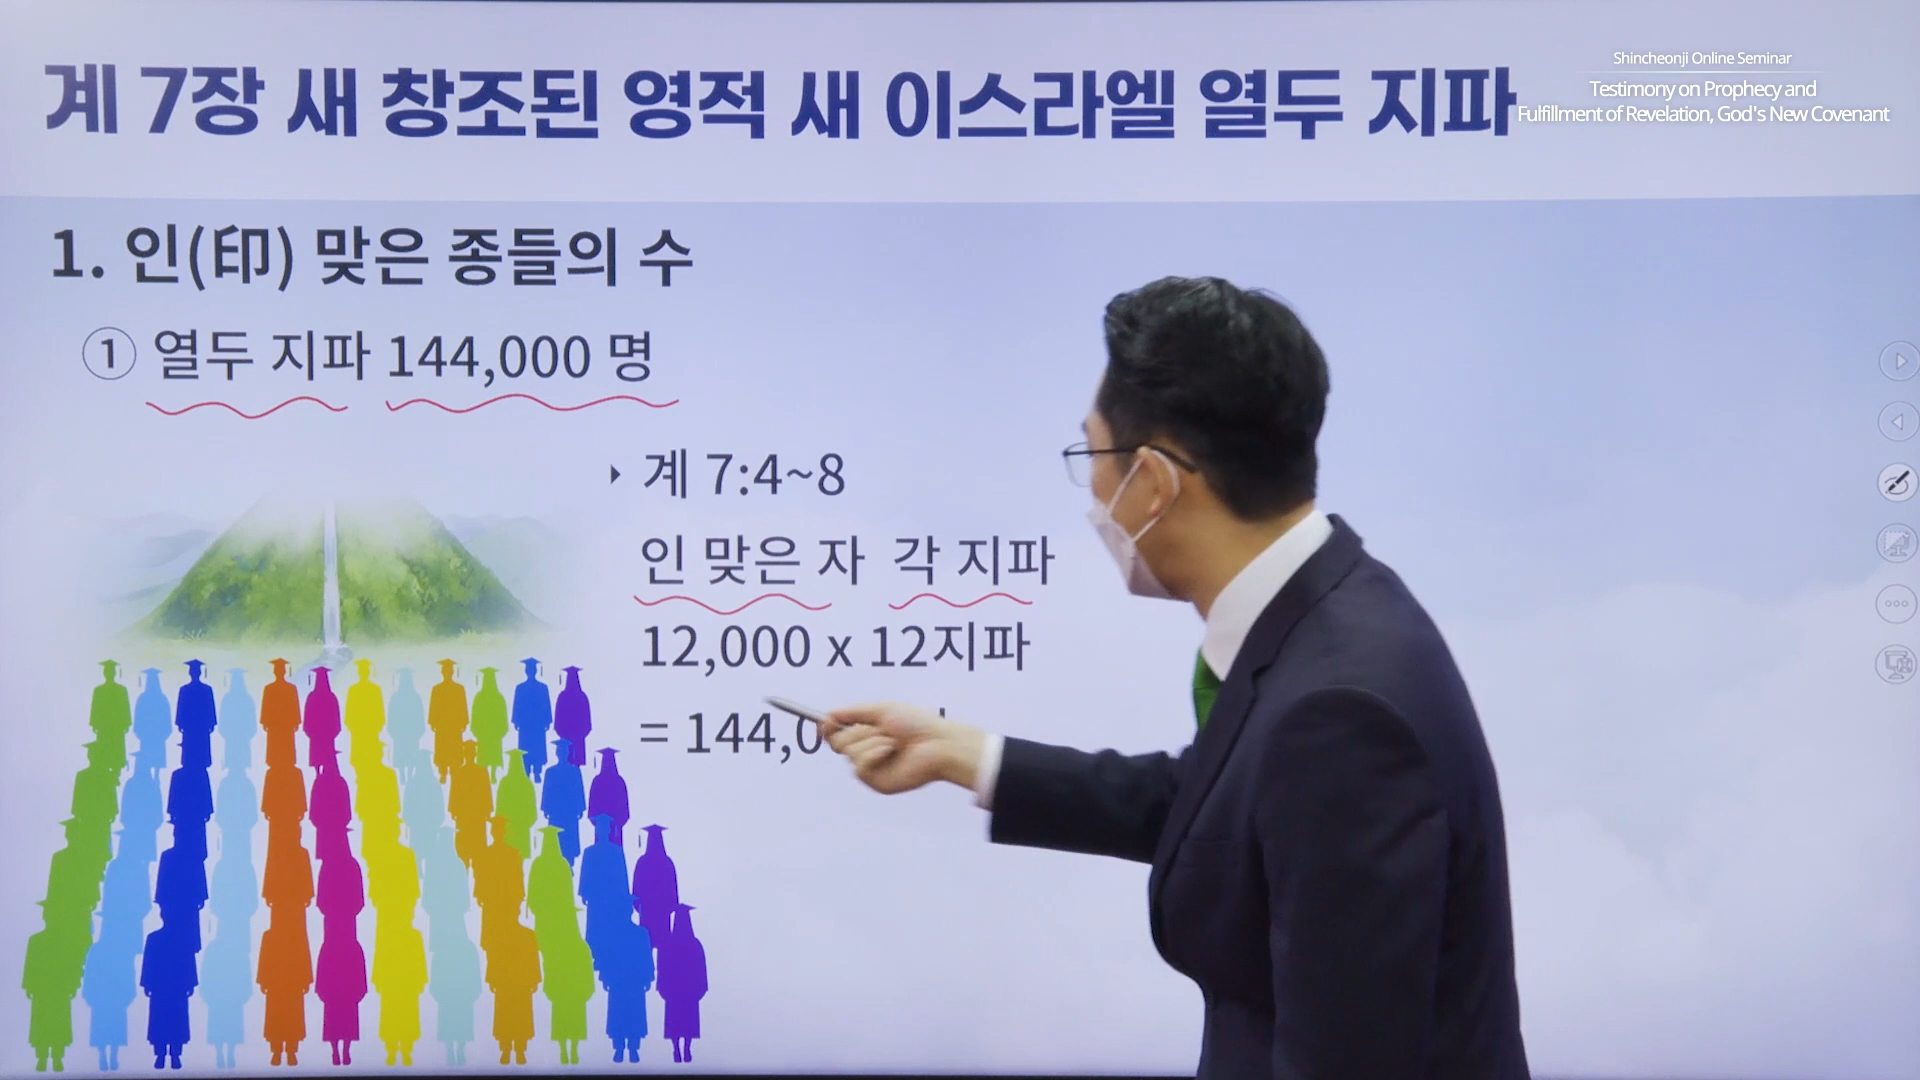 계 7장 새 창조된 영적 새 이스라엘 열두 지파
Shincheonji Online Seminar
Testimony on Prophecy and
Fulfillment of Revelation, God's New Covenant
1. 인(印) 맞은 종들의 수
① 열두 지파 144,000 명
계 7:4~8
인 맞은 자 각 지파
12,000 x 12지파
=